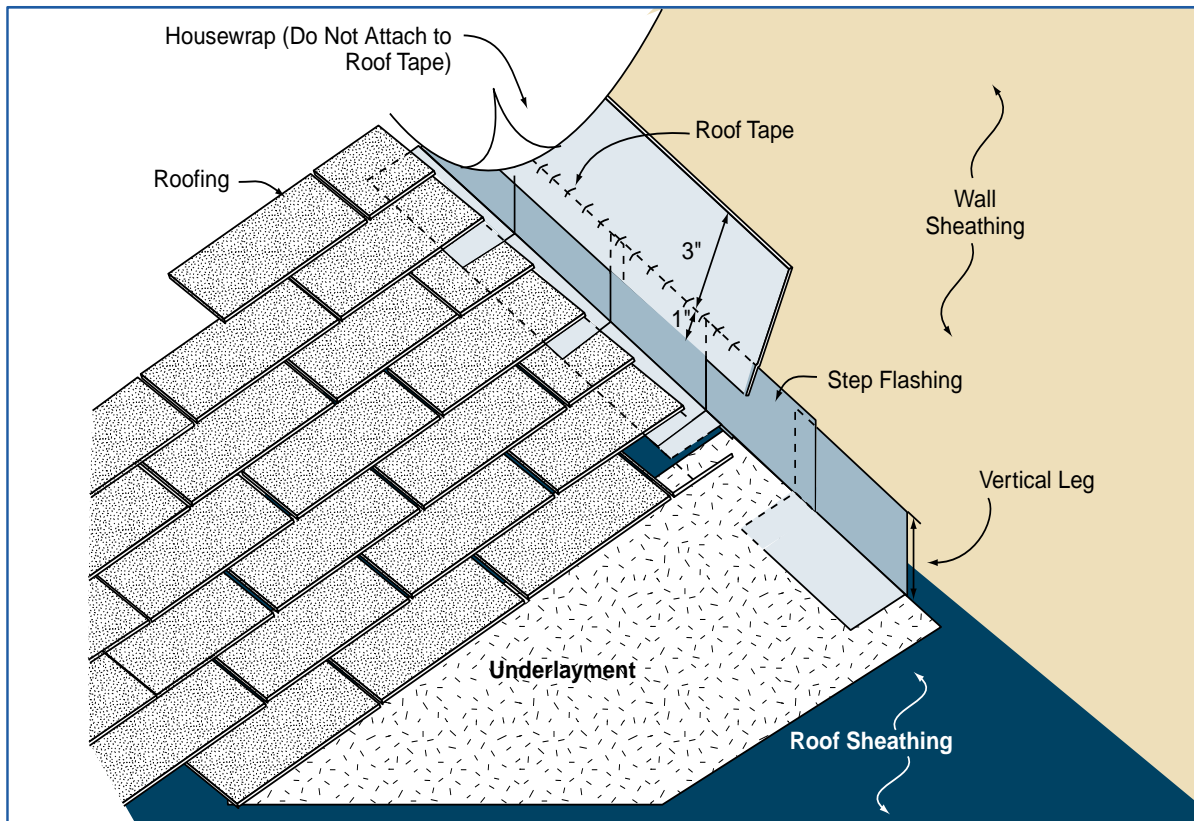 Housewrap (Do Not Attach to
Roof Tape)
Roof Tape
Roofing
Wall
Sheathing
3"
1"
Step Flashing
Vertical Leg
Underlayment
Roof Sheathing